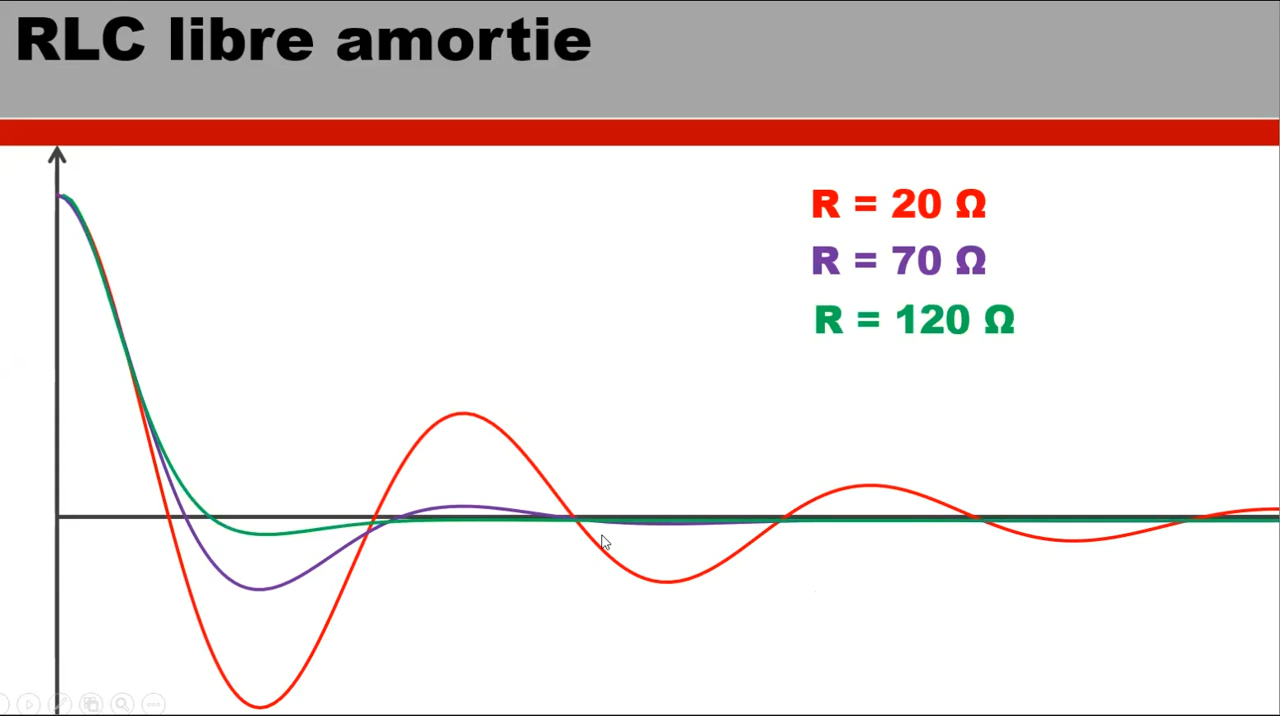 RLC libre amortie
R = 20 Ω
R = 70 Ω
R = 120 Ω